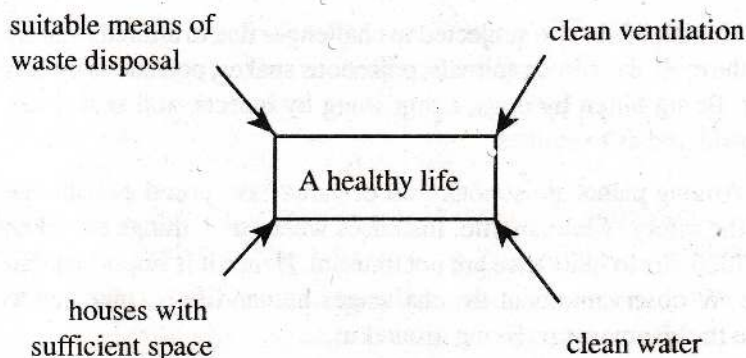 suitable means of
waste disposal
clean ventilation
A healthy life
houses with
sufficient space
clean water